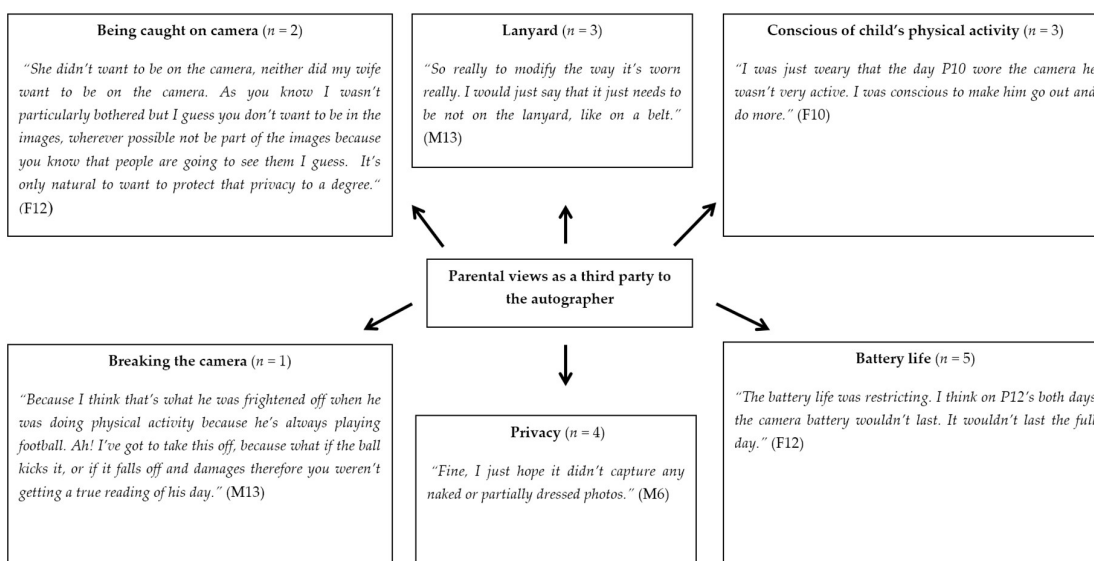 Being caught on camera (n = 2)
“She didn’t want to be on the camera, neither did my wife
want to be on the camera. As you know I wasn’t
particularly bothered but I guess you don’t want to be in the
images, wherever possible not be part of the images because
you know that people are going to see them I guess. It’s
only natural to want to protect that privacy to a degree.“
(F12)
Lanyard (n = 3)
“So really to modify the way it’s worn
really. I would just say that it just needs to
be not on the lanyard, like on a belt.”
(M13)
Conscious of child’s physical activity (n = 3)
“I was just weary that the day P10 wore the camera he
wasn’t very active. I was conscious to make him go out and
do more.” (F10)
Parental views as a third party to
the autographer
Breaking the camera (n = 1)
“Because I think that’s what he was frightened off when he
was doing physical activity because he’s always playing
football. Ah! I’ve got to take this off, because what if the ball
kicks it, or if it falls off and damages therefore you weren’t
getting a true reading of his day.” (M13)
Privacy (n = 4)
“Fine, I just hope it didn’t capture any
naked or partially dressed photos.” (M6)
Battery life (n = 5)
“The battery life was restricting. I think on P12’s both days
the camera battery wouldn’t last. It wouldn’t last the full
day.” (F12)